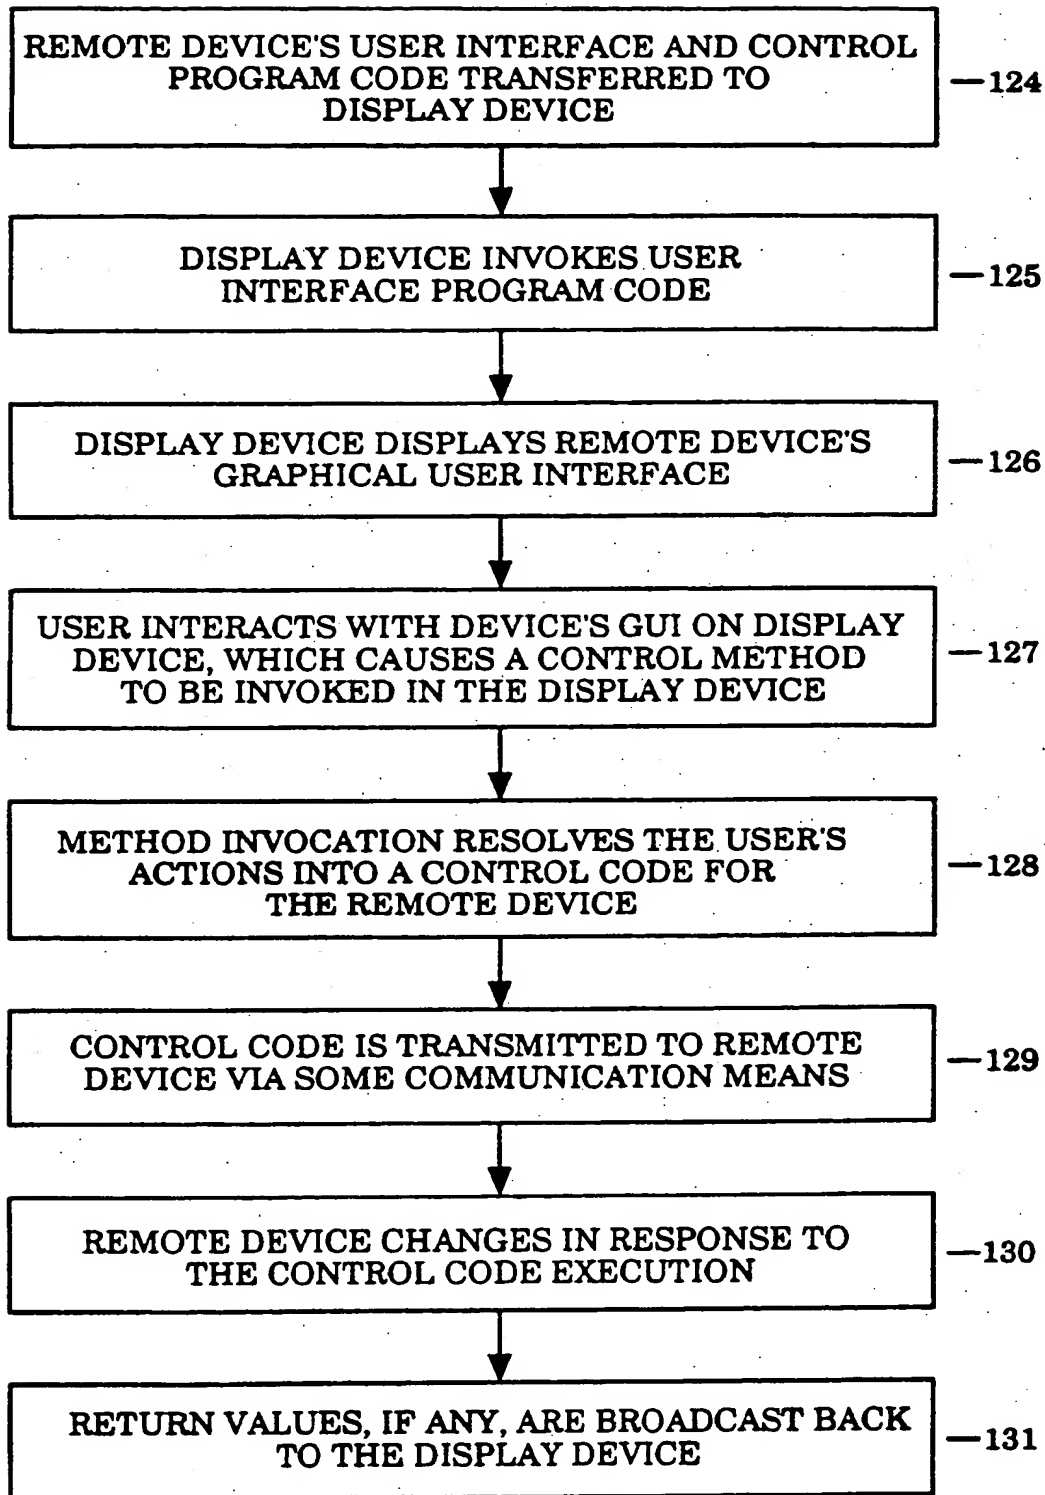 REMOTE DEVICE'S USER INTERFACE AND CONTROL
PROGRAM CODE TRANSFERRED TO
DISPLAY DEVICE
—124
DISPLAY DEVICE INVOKES USER
INTERFACE PROGRAM CODE
—125
DISPLAY DEVICE DISPLAYS REMOTE DEVICE'S
GRAPHICAL USER INTERFACE
—126
USER INTERACTS WITH DEVICE'S GUI ON DISPLAY
DEVICE, WHICH CAUSES A CONTROL METHOD
TO BE INVOKED IN THE DISPLAY DEVICE
—127
METHOD INVOCATION RESOLVES THE USER'S
ACTIONS INTO A CONTROL CODE FOR
THE REMOTE DEVICE
—128
CONTROL CODE IS TRANSMITTED TO REMOTE
DEVICE VIA SOME COMMUNICATION MEANS
—129
REMOTE DEVICE CHANGES IN RESPONSE TO
THE CONTROL CODE EXECUTION
—130
RETURN VALUES, IF ANY, ARE BROADCAST BACK
TO THE DISPLAY DEVICE
—131